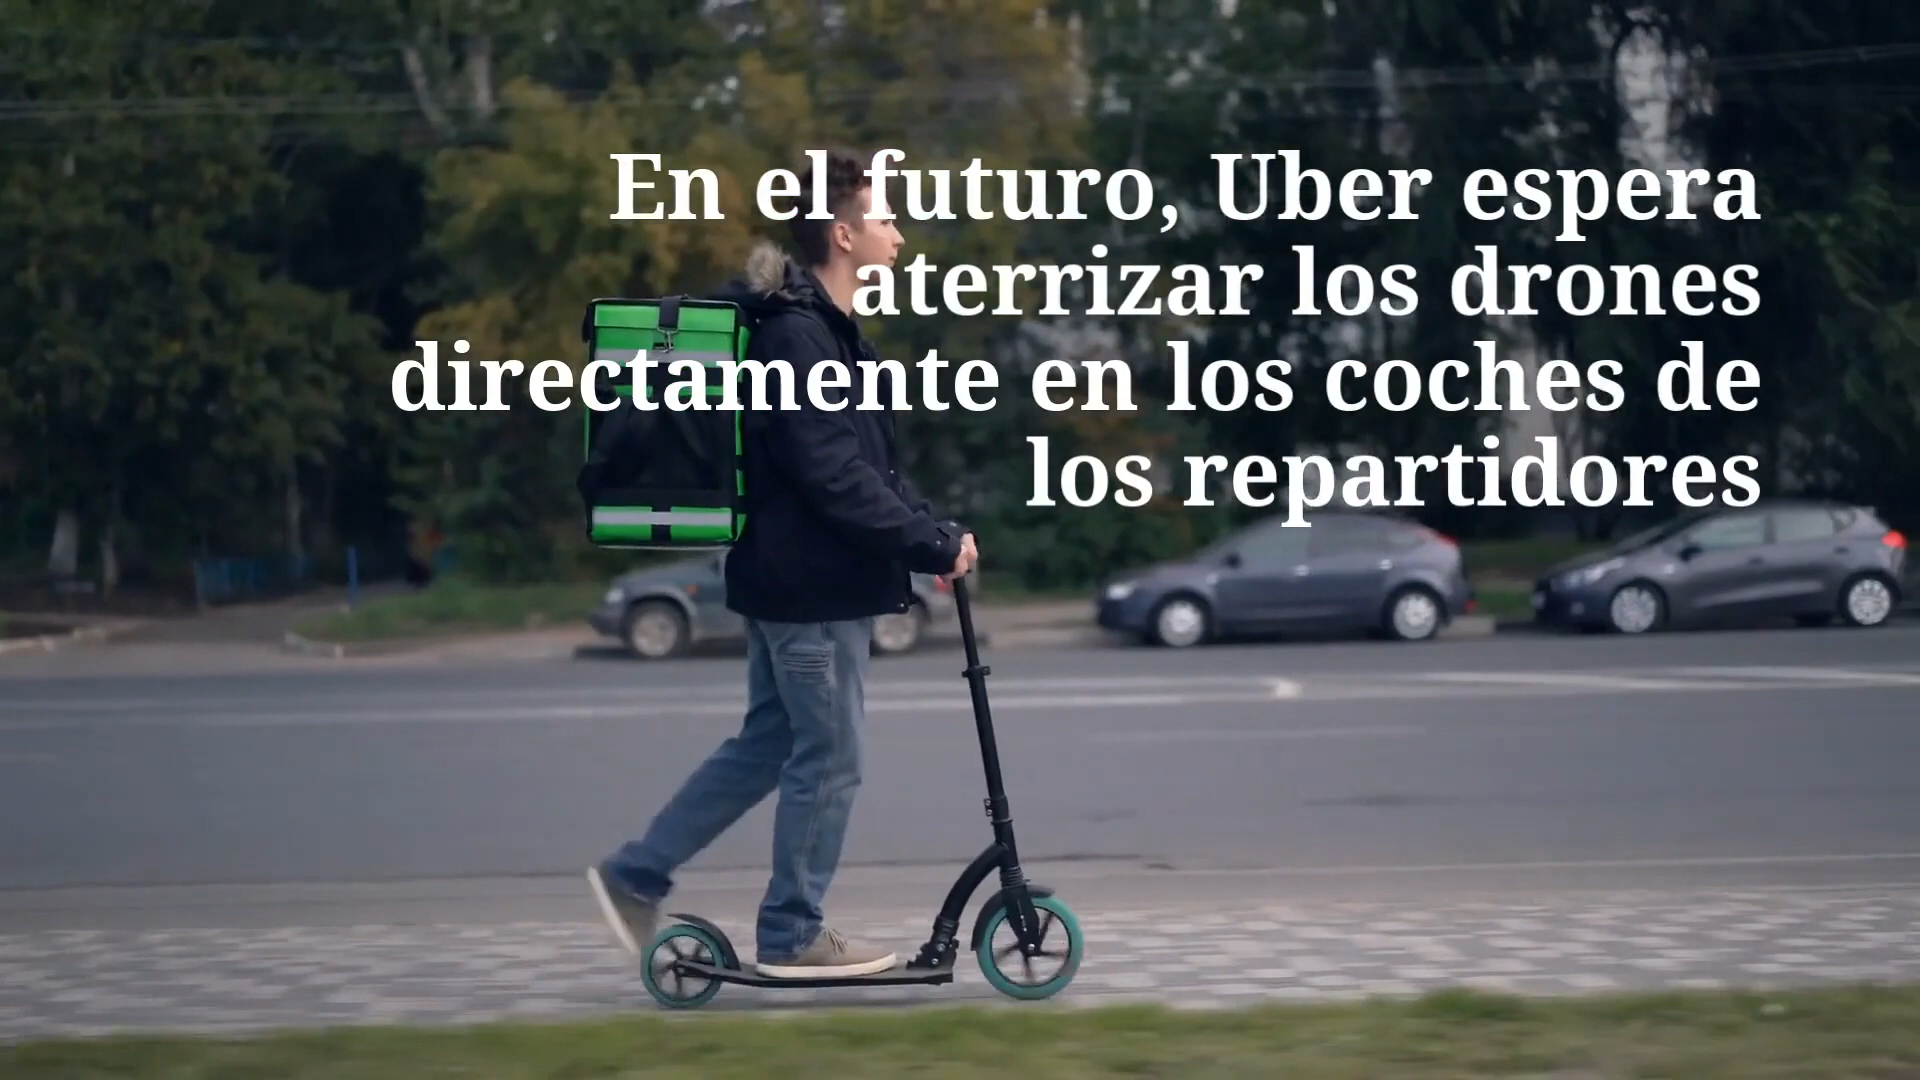 En el futuro, Uber espera
aterrizar los drones
directamente en los coches de
los repartidores